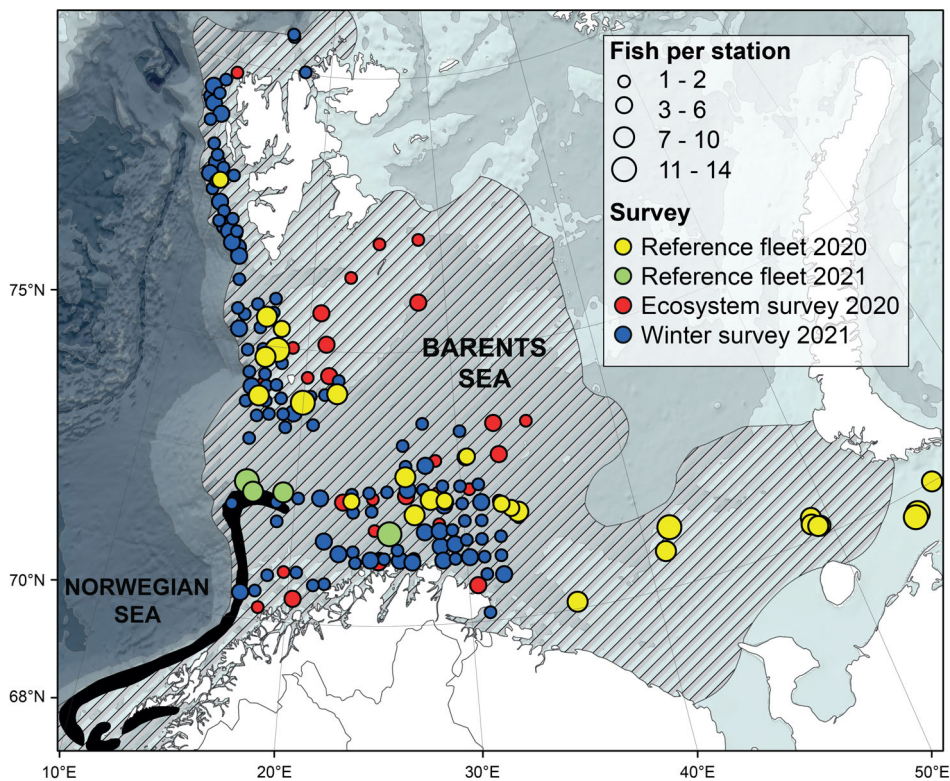 Fish per station
1 - 2
3 - 6
7 - 10
11 - 14
Survey
Reference fleet 2020
Reference fleet 2021
Ecosystem survey 2020
Winter survey 2021
75°N
BARENTS
SEA
70°N
NORWEGIAN
SEA
68°N
10°E
20°E
30°E
40°E
50°E